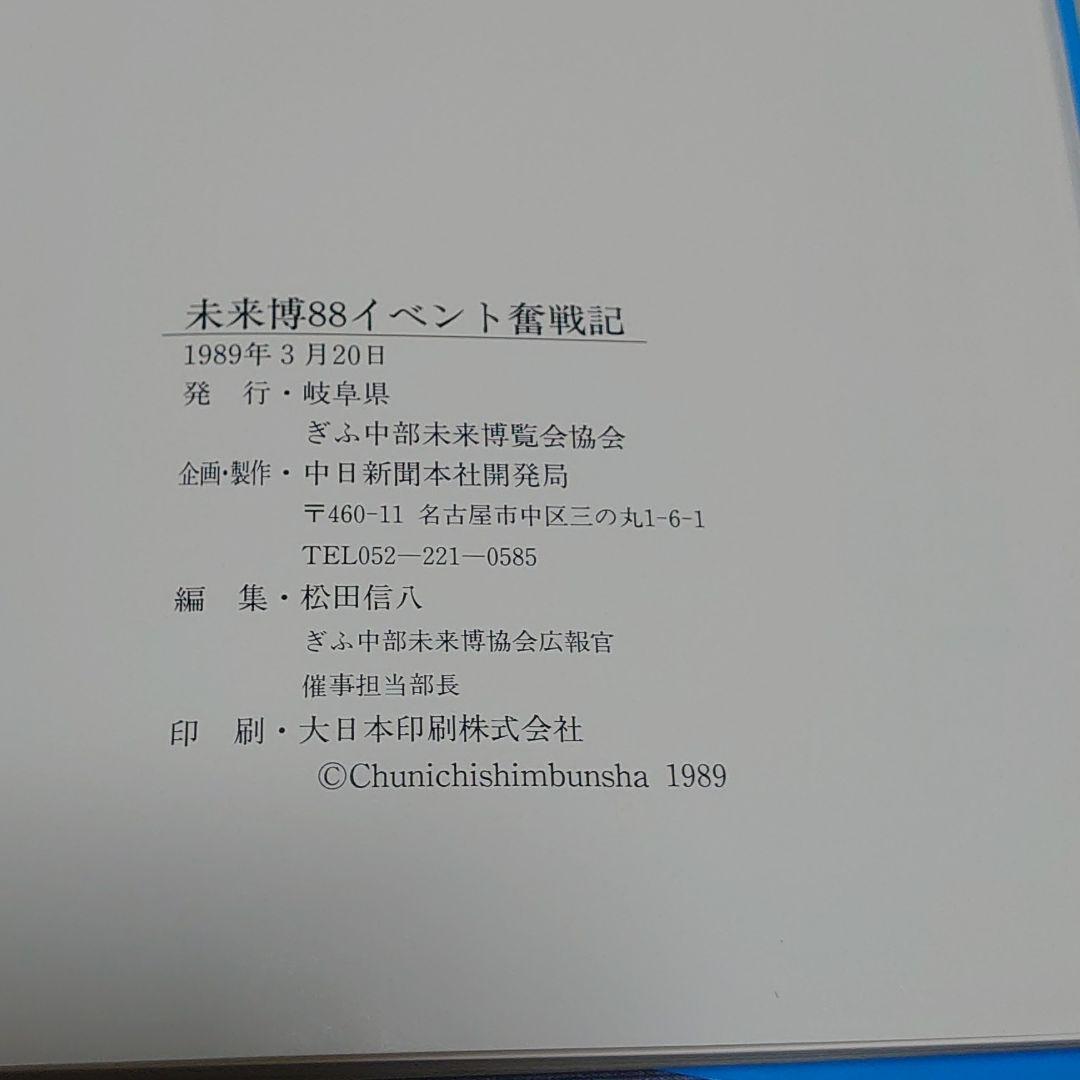 未来博88イベント奮戦記
1989年3月20日
発　行・岐阜県
ぎふ中部未来博覧会協会
企画・製作・中日新聞本社開発局
〒460-11 名古屋市中区三の丸1-6-1
TEL052—221—0585
編　集・松田信八
ぎふ中部未来博協会広報官
催事担当部長
印　刷・大日本印刷株式会社
©Chunichishimbunsha 1989